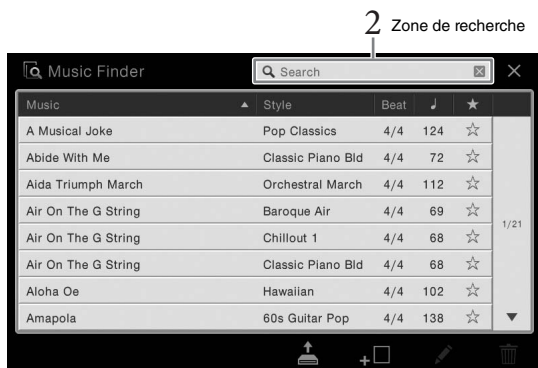 2 Zone de recherche
Music Finder Search
Music Style Beat ♩ ★
A Musical Joke Pop Classics 4/4 124 ☆
Abide With Me Classic Piano Bld 4/4 72 ☆
Aida Triumph March Orchestral March 4/4 112 ☆
Air On The G String Baroque Air 4/4 69 ☆
Air On The G String Chillout 1 4/4 68 ☆
Air On The G String Classic Piano Bld 4/4 68 ☆
Aloha Oe Hawaiian 4/4 102 ☆
Amapola 60s Guitar Pop 4/4 138 ☆
1/21